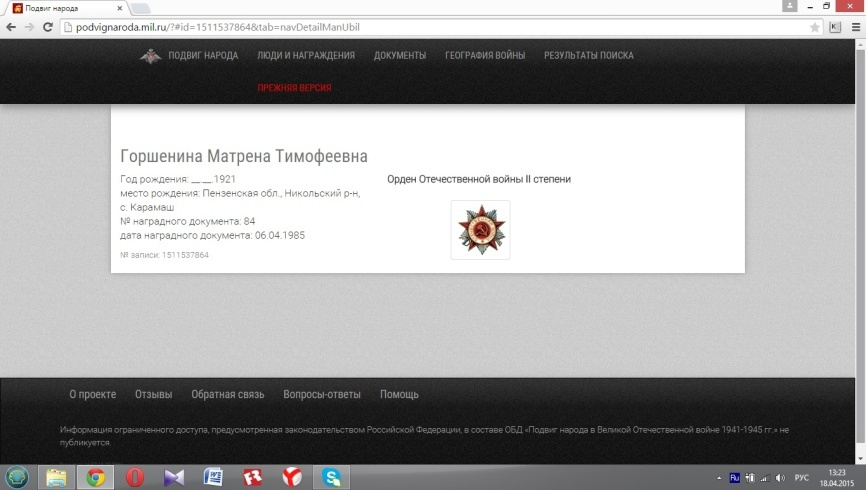 Подвиг народа
podvignaroda.mil.ru/?#id=1511537864&tab=navDetailManUbil
ПОДВИГ НАРОДА ЛЮДИ И НАГРАЖДЕНИЯ ДОКУМЕНТЫ ГЕОГРАФИЯ ВОЙНЫ РЕЗУЛЬТАТЫ ПОИСКА
ПРЕЖНЯЯ ВЕРСИЯ
Горшенина Матрена Тимофеевна
Год рождения: __.__.1921
место рождения: Пензенская обл., Никольский р-н,
с. Карамаш
№ наградного документа: 84
дата наградного документа: 06.04.1985
№ записи: 1511537864
Орден Отечественной войны II степени
О проекте Отзывы Обратная связь Вопросы-ответы Помощь
Информация ограниченного доступа, предусмотренная законодательством Российской Федерации, в составе ОБД «Подвиг народа в Великой Отечественной войне 1941-1945 гг.» не
публикуется.
Ru РУС 13:23
18.04.2015